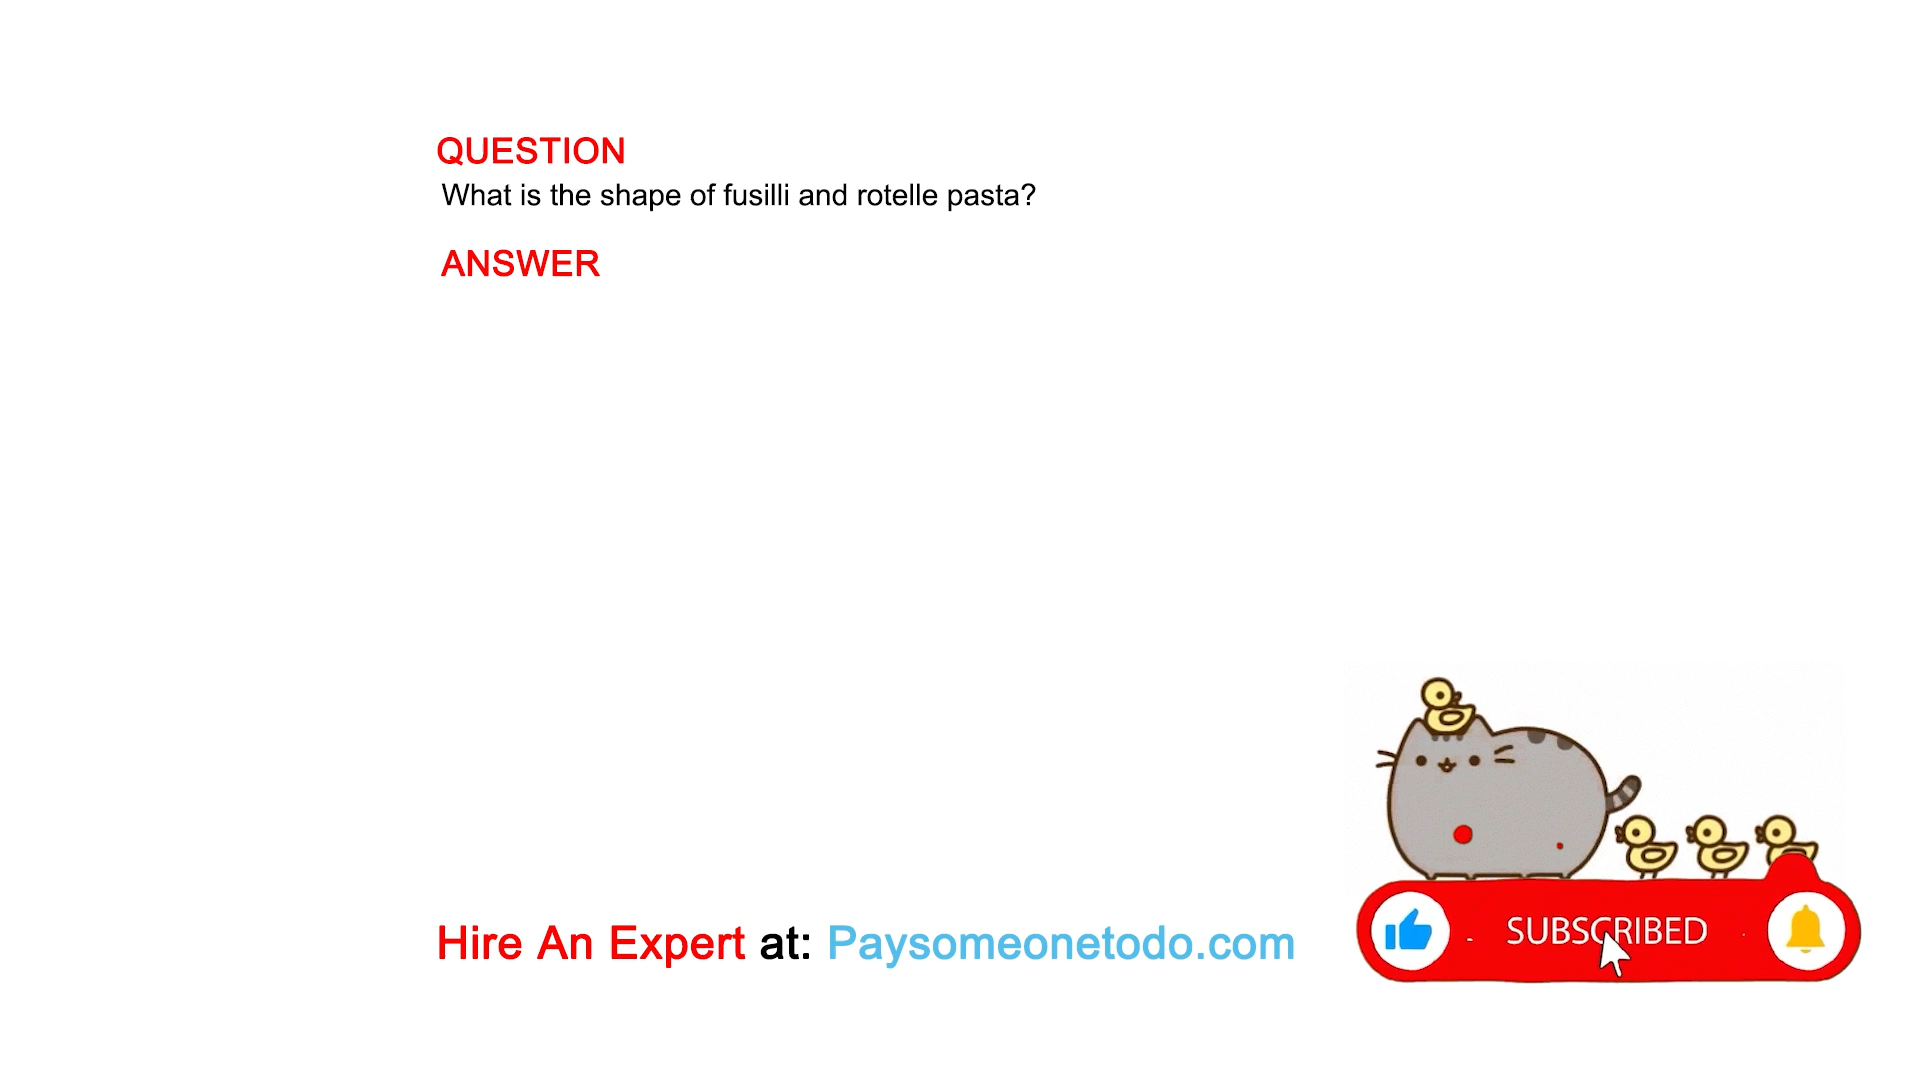 QUESTION
What is the shape of fusilli and rotelle pasta?
ANSWER
Hire An Expert at: Paysomeonetodo.com
SUBSCRIBED